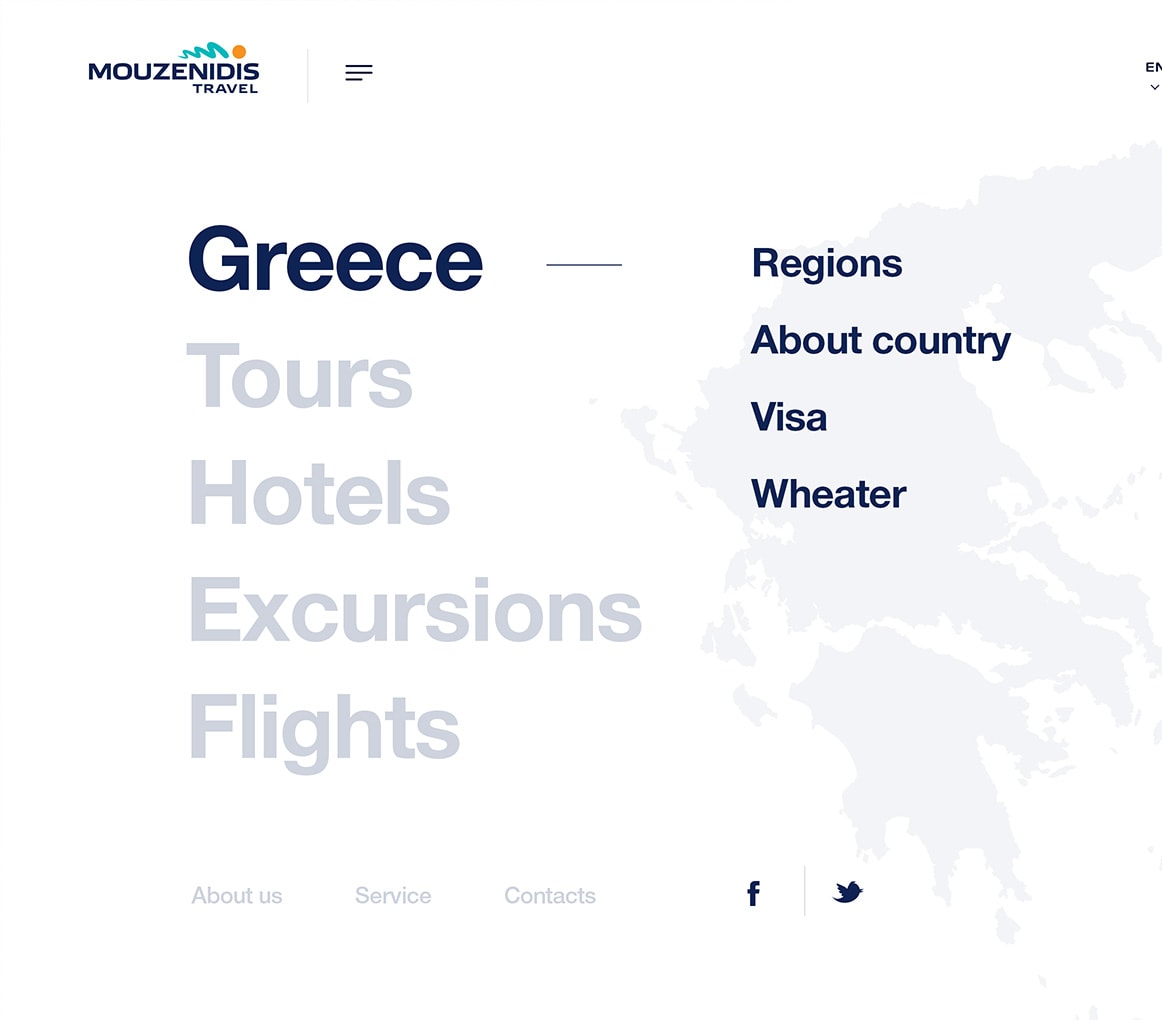 MOUZENIDIS
TRAVEL
EN
Greece
Tours
Hotels
Excursions
Flights
Regions
About country
Visa
Wheater
About us
Service
Contacts